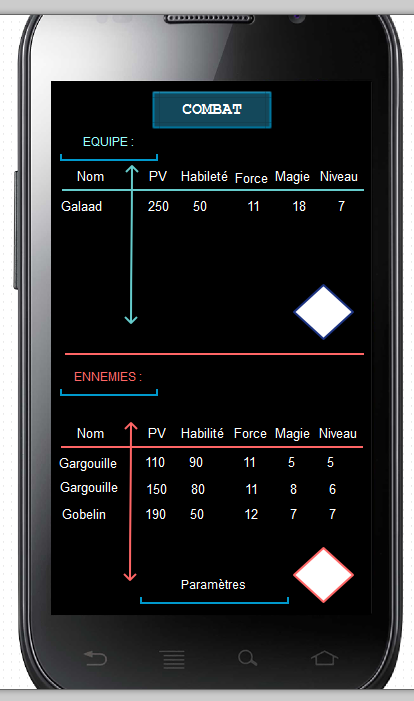 COMBAT
EQUIPE :
Nom PV Habileté Force Magie Niveau
Galaad 250 50 11 18 7
ENNEMIES :
Nom PV Habilité Force Magie Niveau
Gargouille 110 90 11 5 5
Gargouille 150 80 11 8 6
Gobelin 190 50 12 7 7
Paramètres